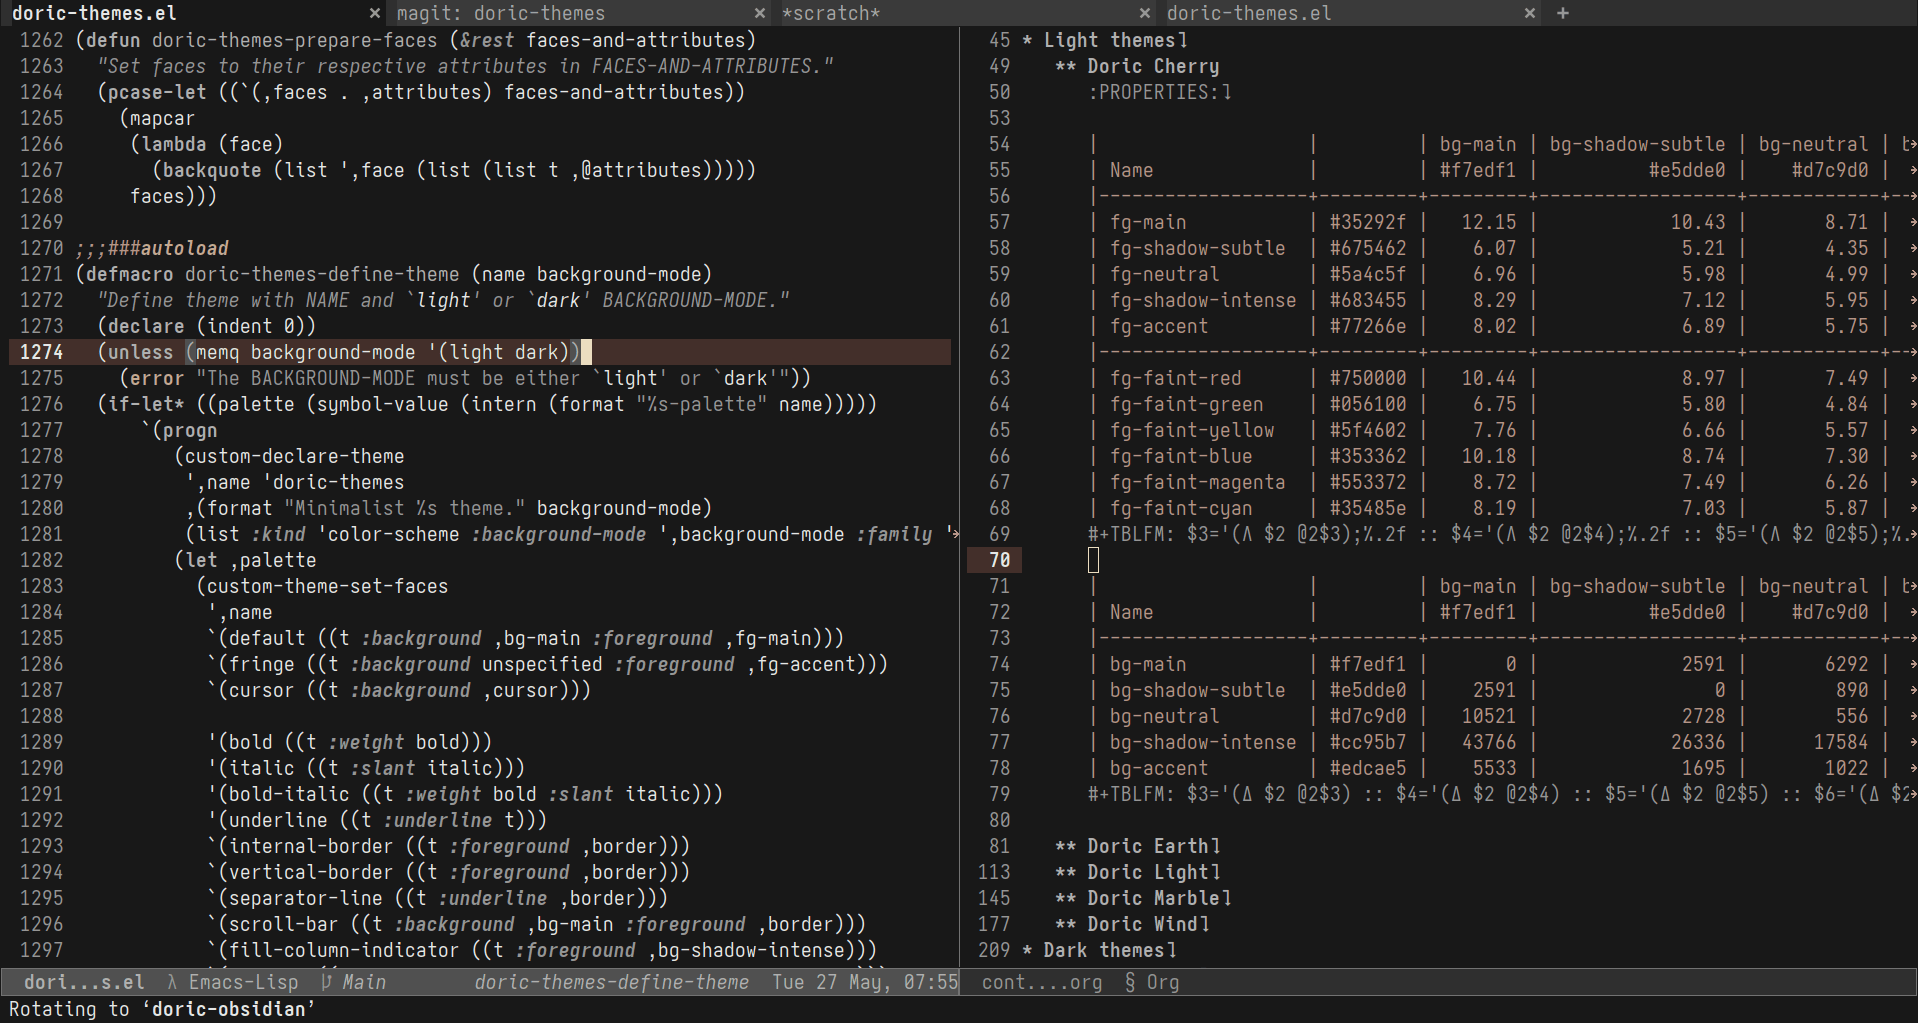 doric-themes.el × magit: doric-themes × *scratch* × doric-themes.el × +
1262 (defun doric-themes-prepare-faces (&rest faces-and-attributes)
1263   "Set faces to their respective attributes in FACES-AND-ATTRIBUTES."
1264   (pcase-let ((`(,faces . ,attributes) faces-and-attributes))
1265     (mapcar
1266      (lambda (face)
1267        (backquote (list ',face (list (list t ,@attributes)))))
1268      faces)))
1269
1270 ;;;###autoload
1271 (defmacro doric-themes-define-theme (name background-mode)
1272   "Define theme with NAME and `light' or `dark' BACKGROUND-MODE."
1273   (declare (indent 0))
1274   (unless (memq background-mode '(light dark))
1275     (error "The BACKGROUND-MODE must be either `light' or `dark'"))
1276   (if-let* ((palette (symbol-value (intern (format "%s-palette" name)))))
1277       `(progn
1278          (custom-declare-theme
1279           ',name 'doric-themes
1280           ,(format "Minimalist %s theme." background-mode)
1281           (list :kind 'color-scheme :background-mode ',background-mode :family '
1282          (let ,palette
1283            (custom-theme-set-faces
1284             ',name
1285             `(default ((t :background ,bg-main :foreground ,fg-main)))
1286             `(fringe ((t :background unspecified :foreground ,fg-accent)))
1287             `(cursor ((t :background ,cursor)))
1288
1289             '(bold ((t :weight bold)))
1290             '(italic ((t :slant italic)))
1291             '(bold-italic ((t :weight bold :slant italic)))
1292             '(underline ((t :underline t)))
1293             `(internal-border ((t :foreground ,border)))
1294             `(vertical-border ((t :foreground ,border)))
1295             `(separator-line ((t :underline ,border)))
1296             `(scroll-bar ((t :background ,bg-main :foreground ,border)))
1297             `(fill-column-indicator ((t :foreground ,bg-shadow-intense)))
dori...s.el λ Emacs-Lisp Main doric-themes-define-theme Tue 27 May, 07:55
45 * Light themes⤵
49    ** Doric Cherry
50       :PROPERTIES:⤵
53
54       |                   |         | bg-main | bg-shadow-subtle | bg-neutral |
55       | Name              |         | #f7edf1 |          #e5dde0 |    #d7c9d0 |
56       |-------------------+---------+---------+------------------+------------+--
57       | fg-main           | #35292f |   12.15 |            10.43 |       8.71 |
58       | fg-shadow-subtle  | #675462 |    6.07 |             5.21 |       4.35 |
59       | fg-neutral        | #5a4c5f |    6.96 |             5.98 |       4.99 |
60       | fg-shadow-intense | #683455 |    8.29 |             7.12 |       5.95 |
61       | fg-accent         | #77266e |    8.02 |             6.89 |       5.75 |
62       |-------------------+---------+---------+------------------+------------+--
63       | fg-faint-red      | #750000 |   10.44 |             8.97 |       7.49 |
64       | fg-faint-green    | #056100 |    6.75 |             5.80 |       4.84 |
65       | fg-faint-yellow   | #5f4602 |    7.76 |             6.66 |       5.57 |
66       | fg-faint-blue     | #353362 |   10.18 |             8.74 |       7.30 |
67       | fg-faint-magenta  | #553372 |    8.72 |             7.49 |       6.26 |
68       | fg-faint-cyan     | #35485e |    8.19 |             7.03 |       5.87 |
69       #+TBLFM: $3='(Λ $2 @2$3);%.2f :: $4='(Λ $2 @2$4);%.2f :: $5='(Λ $2 @2$5);%.
70
71       |                   |         | bg-main | bg-shadow-subtle | bg-neutral |
72       | Name              |         | #f7edf1 |          #e5dde0 |    #d7c9d0 |
73       |-------------------+---------+---------+------------------+------------+--
74       | bg-main           | #f7edf1 |       0 |             2591 |       6292 |
75       | bg-shadow-subtle  | #e5dde0 |    2591 |                0 |        890 |
76       | bg-neutral        | #d7c9d0 |   10521 |             2728 |        556 |
77       | bg-shadow-intense | #cc95b7 |   43766 |            26336 |      17584 |
78       | bg-accent         | #edcae5 |    5533 |             1695 |       1022 |
79       #+TBLFM: $3='(Δ $2 @2$3) :: $4='(Δ $2 @2$4) :: $5='(Δ $2 @2$5) :: $6='(Δ $2
80
81    ** Doric Earth⤵
113    ** Doric Light⤵
145    ** Doric Marble⤵
177    ** Doric Wind⤵
209 * Dark themes⤵
cont....org § Org
Rotating to ‘doric-obsidian’